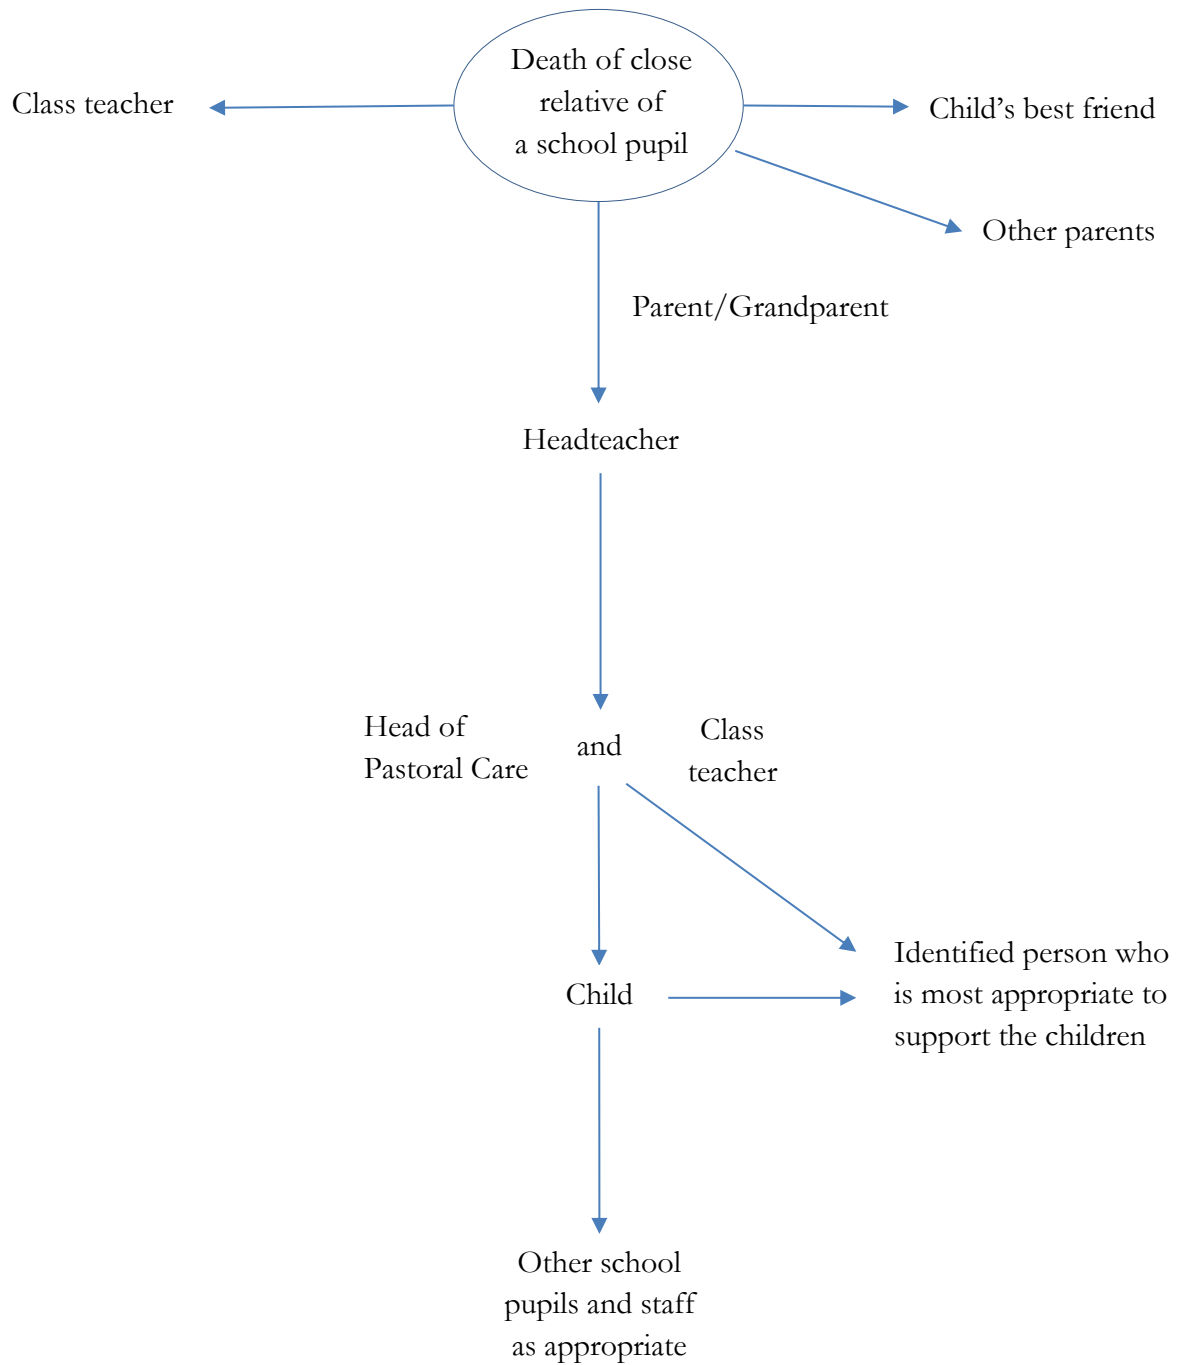 Death of close
relative of
a school pupil
Class teacher
Child’s best friend
Other parents
Parent/Grandparent
Headteacher
Head of
Pastoral Care
and
Class
teacher
Child
Identified person who
is most appropriate to
support the children
Other school
pupils and staff
as appropriate